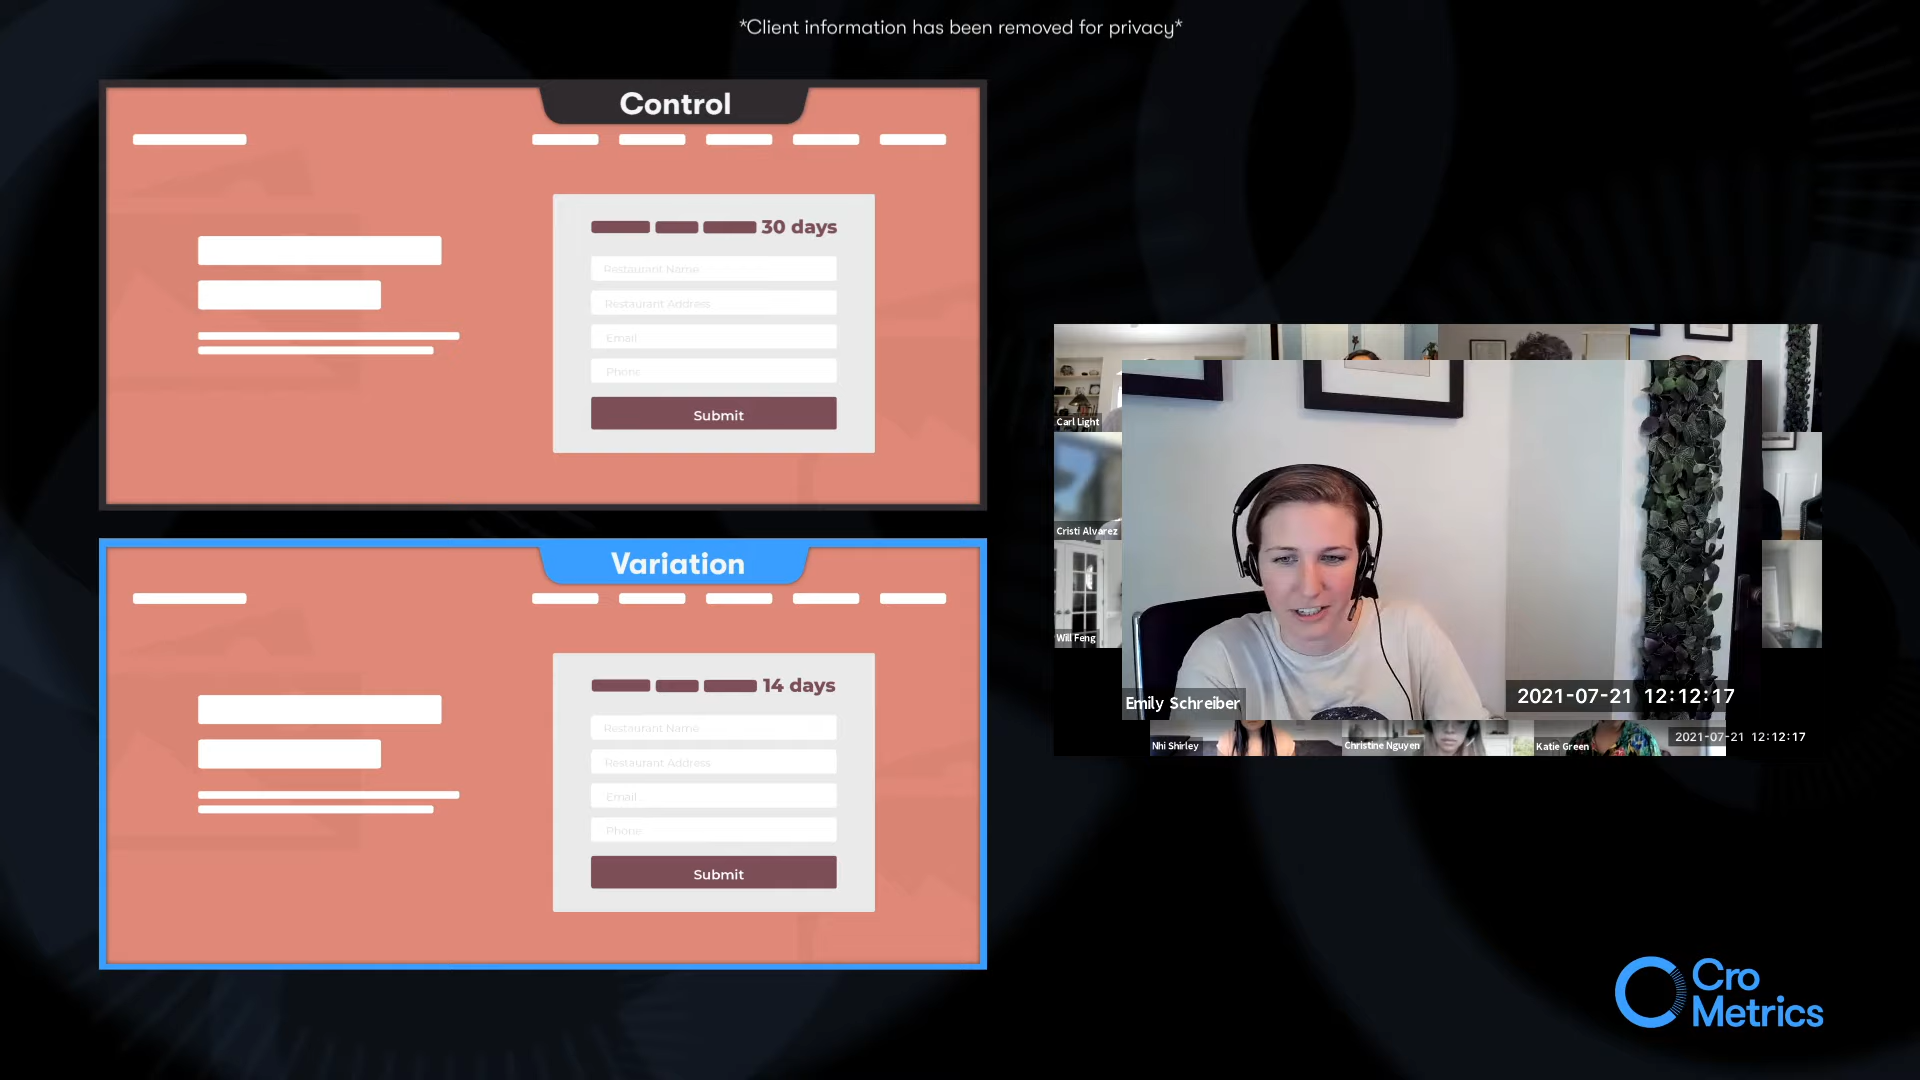 *Client information has been removed for privacy*
Control
30 days
Restaurant Name
Restaurant Address
Email
Phone
Submit
Variation
14 days
Restaurant Name
Restaurant Address
Email
Phone
Submit
Carl Light
Cristi Alvarez
Will Feng
Emily Schreiber
2021-07-21 12:12:17
Nhi Shirley
Christine Nguyen
Katie Green
2021-07-21 12:12:17
Cro
Metrics